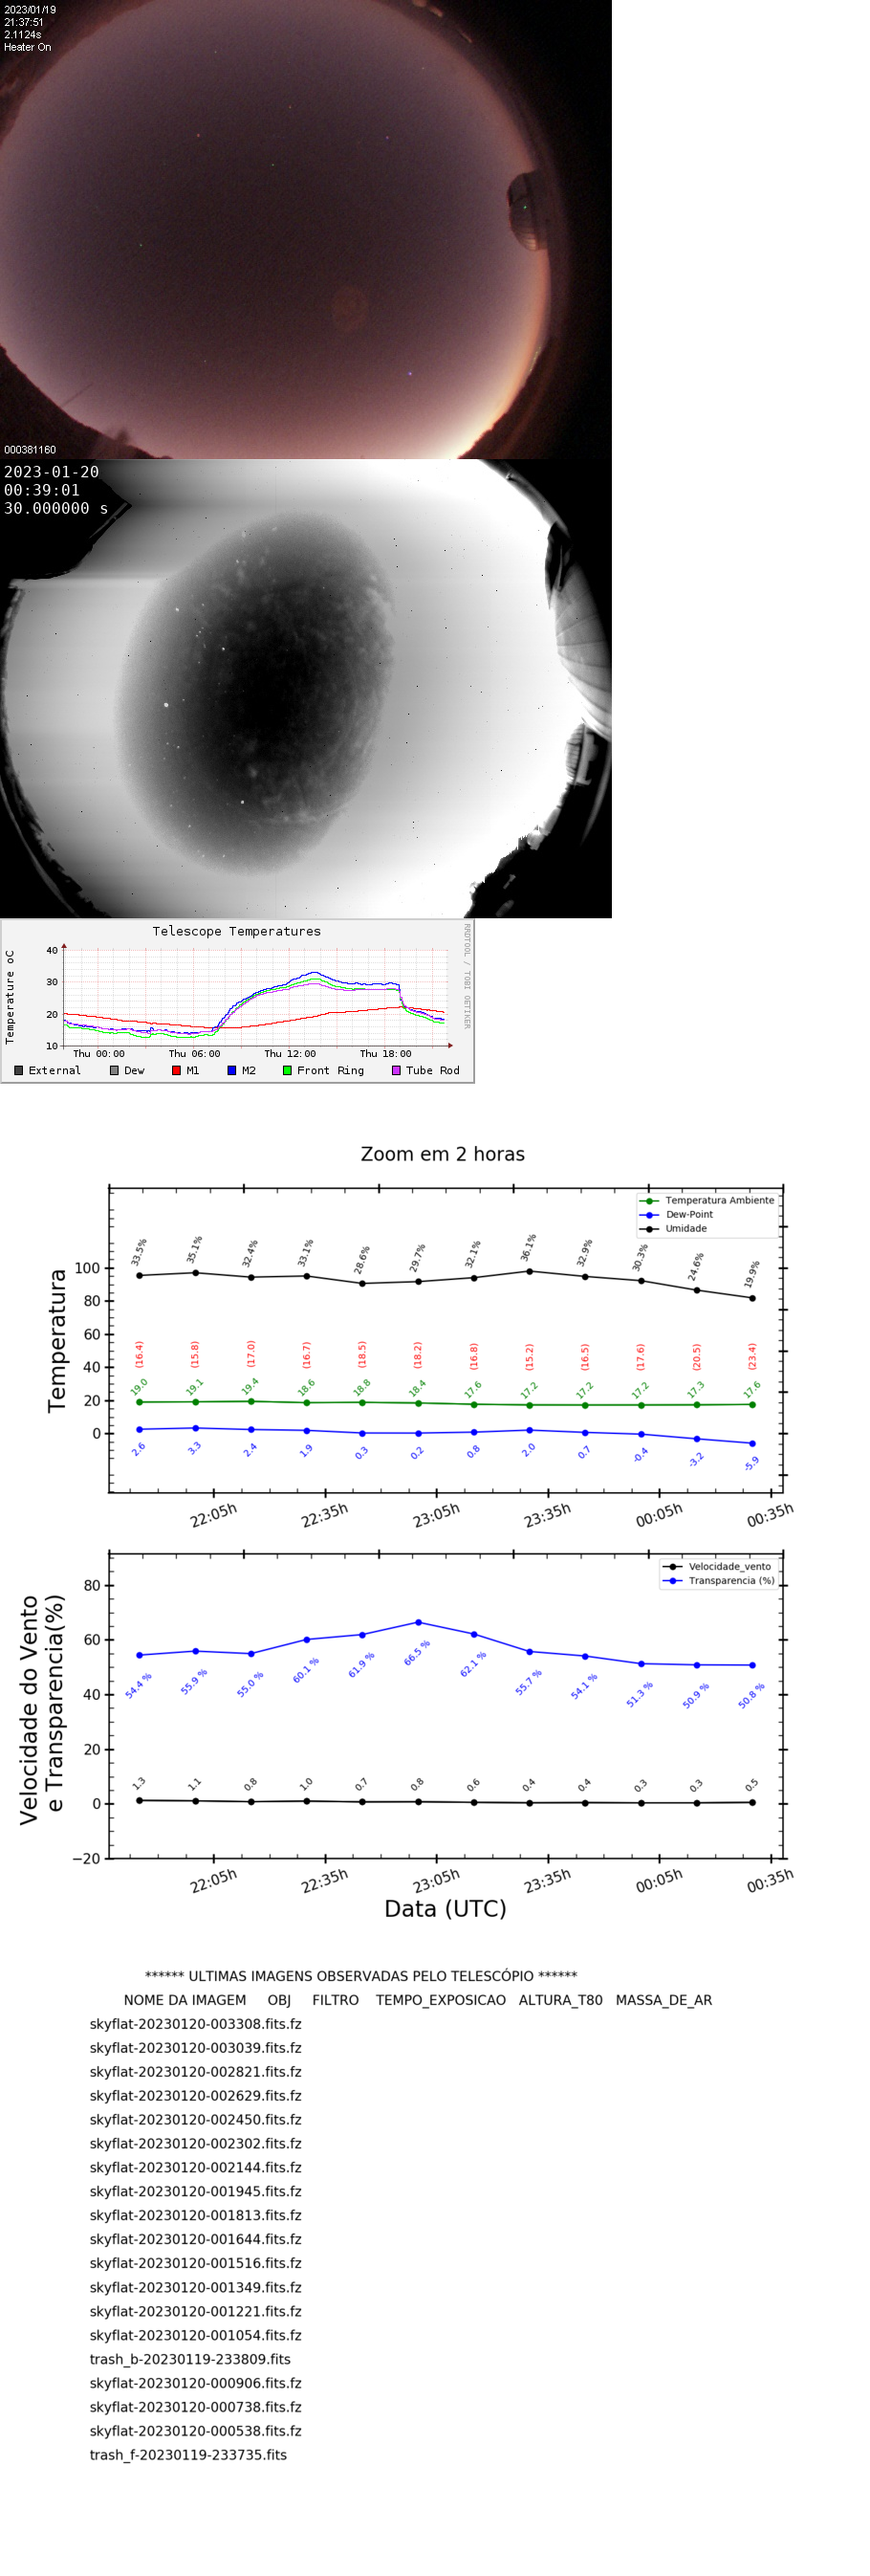 2023/01/19
21:37:51
2.1124s
Heater On
000381160
2023-01-20
00:39:01
30.000000 s
Telescope Temperatures
RRDTOOL / TOBI OETIKER
Temperature oC
40
30
20
10
Thu 00:00 Thu 06:00 Thu 12:00 Thu 18:00
External Dew M1 M2 Front Ring Tube Rod
Zoom em 2 horas
Temperatura Ambiente
Dew-Point
Umidade
Temperatura
100
80
60
40
20
0
33.5% 35.1% 32.4% 33.1% 28.6% 29.7% 32.1% 36.1% 32.9% 30.3% 24.6% 19.9%
(16.4) (15.8) (17.0) (16.7) (18.5) (18.2) (16.8) (15.2) (16.5) (17.6) (20.5) (23.4)
19.0 19.1 19.4 18.6 18.8 18.4 17.6 17.2 17.2 17.2 17.3 17.6
2.6 3.3 2.4 1.9 0.3 0.2 0.8 2.0 0.7 -0.4 -3.2 -5.9
22:05h 22:35h 23:05h 23:35h 00:05h 00:35h
Velocidade_vento
Transparencia (%)
Velocidade do Vento
e Transparencia(%)
80
60
40
20
0
−20
54.4 % 55.9 % 55.0 % 60.1 % 61.9 % 66.5 % 62.1 % 55.7 % 54.1 % 51.3 % 50.9 % 50.8 %
1.3 1.1 0.8 1.0 0.7 0.8 0.6 0.4 0.4 0.3 0.3 0.5
22:05h 22:35h 23:05h 23:35h 00:05h 00:35h
Data (UTC)
****** ULTIMAS IMAGENS OBSERVADAS PELO TELESCÓPIO ******
NOME DA IMAGEM OBJ FILTRO TEMPO_EXPOSICAO ALTURA_T80 MASSA_DE_AR
skyflat-20230120-003308.fits.fz
skyflat-20230120-003039.fits.fz
skyflat-20230120-002821.fits.fz
skyflat-20230120-002629.fits.fz
skyflat-20230120-002450.fits.fz
skyflat-20230120-002302.fits.fz
skyflat-20230120-002144.fits.fz
skyflat-20230120-001945.fits.fz
skyflat-20230120-001813.fits.fz
skyflat-20230120-001644.fits.fz
skyflat-20230120-001516.fits.fz
skyflat-20230120-001349.fits.fz
skyflat-20230120-001221.fits.fz
skyflat-20230120-001054.fits.fz
trash_b-20230119-233809.fits
skyflat-20230120-000906.fits.fz
skyflat-20230120-000738.fits.fz
skyflat-20230120-000538.fits.fz
trash_f-20230119-233735.fits